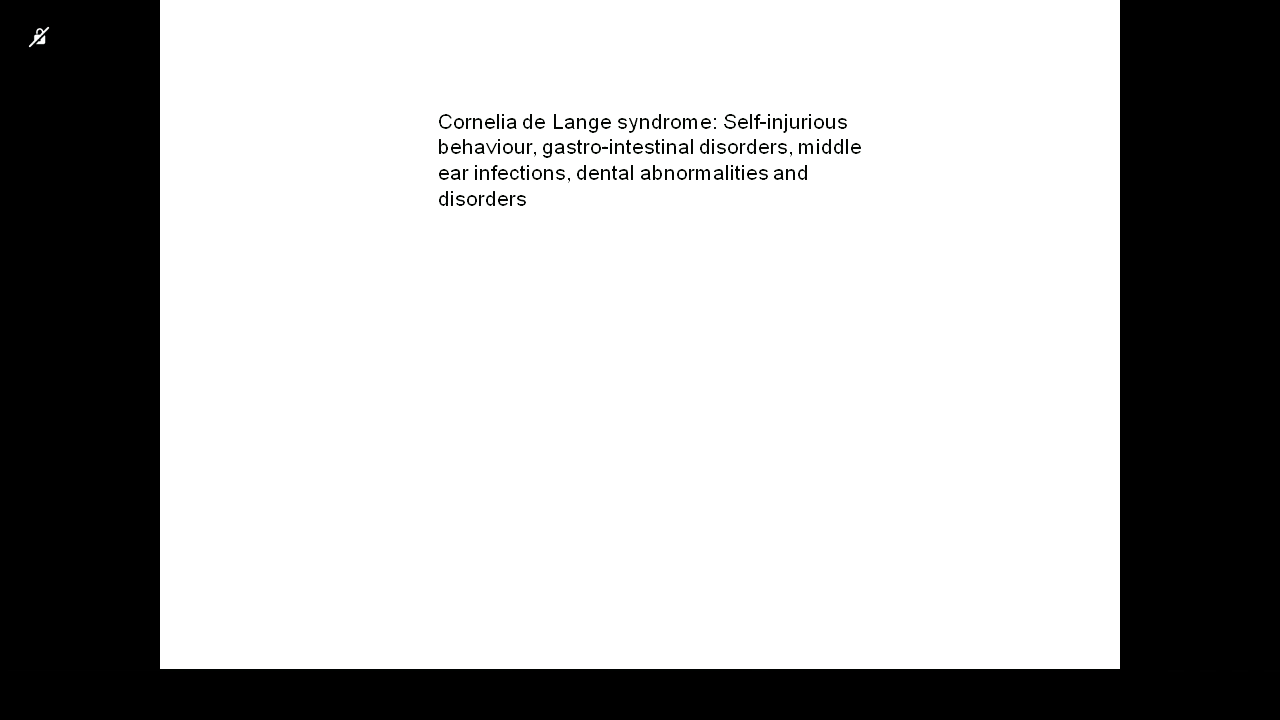 Cornelia de Lange syndrome: Self-injurious
behaviour, gastro-intestinal disorders, middle
ear infections, dental abnormalities and
disorders